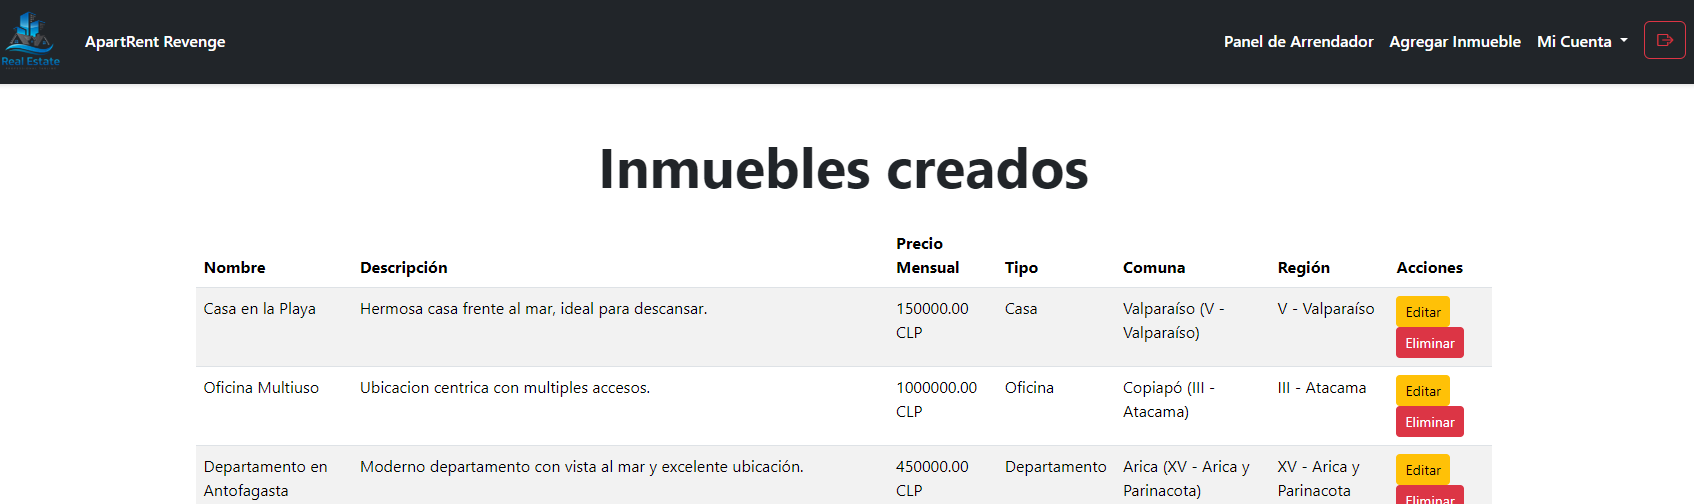 Real Estate
ApartRent Revenge
Panel de Arrendador
Agregar Inmueble
Mi Cuenta
Inmuebles creados
Nombre
Descripción
Precio
Mensual
Tipo
Comuna
Región
Acciones
Casa en la Playa
Hermosa casa frente al mar, ideal para descansar.
150000.00
CLP
Casa
Valparaíso (V -
Valparaíso)
V - Valparaíso
Editar
Eliminar
Oficina Multiuso
Ubicacion centrica con multiples accesos.
1000000.00
CLP
Oficina
Copiapó (III -
Atacama)
III - Atacama
Editar
Eliminar
Departamento en
Antofagasta
Moderno departamento con vista al mar y excelente ubicación.
450000.00
CLP
Departamento
Arica (XV - Arica y
Parinacota)
XV - Arica y
Parinacota
Editar
Eliminar